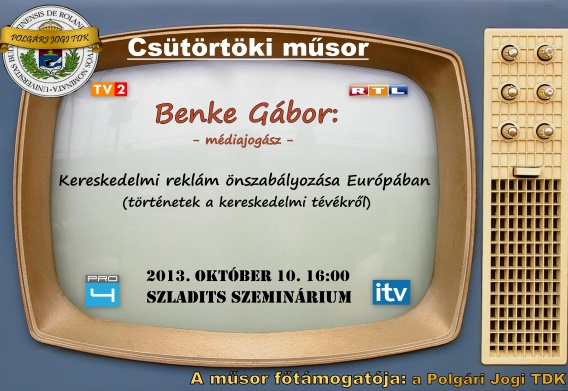 POLGÁRI JOGI TDK
Csütörtöki műsor
TV2
RTL
Benke Gábor:
- médiajogász -
Kereskedelmi reklám önszabályozása Európában
(történetek a kereskedelmi tévékről)
PRO
4
2013. OKTÓBER 10. 16:00
SZLADITS SZEMINÁRIUM
itv
A műsor főtámogatója: a Polgári Jogi TDK